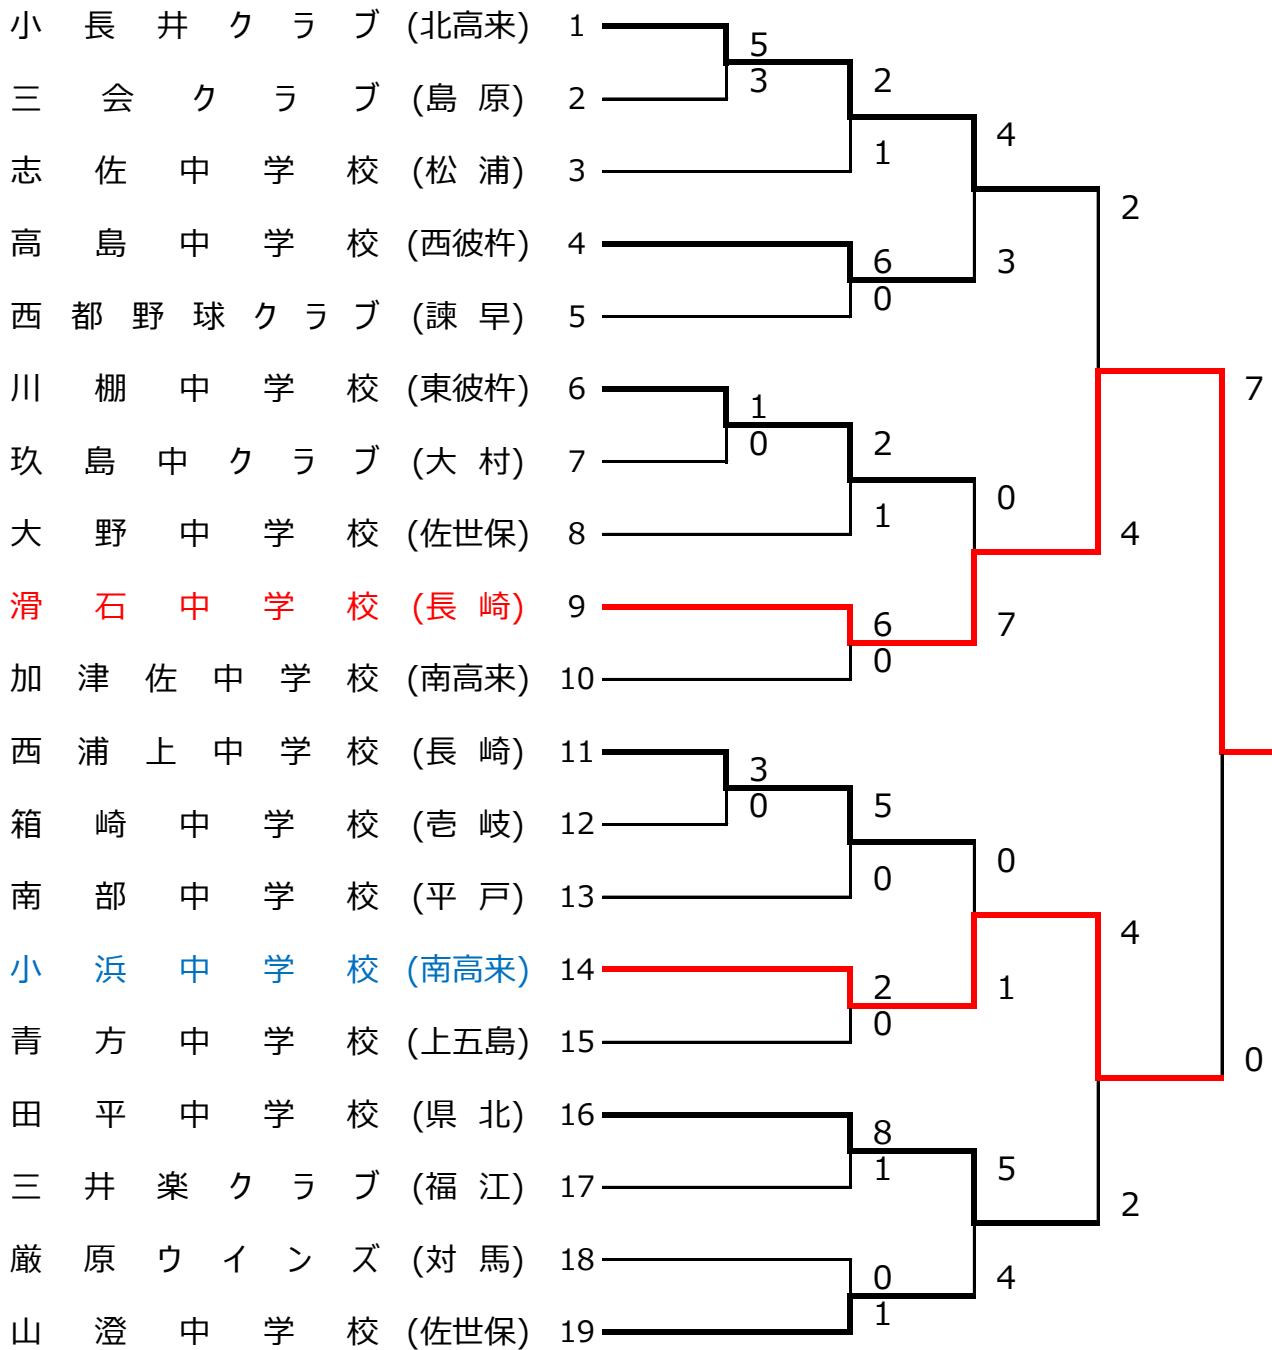 小長井クラブ (北高来) 1
5
三会クラブ (島原) 2
3
2
志佐中学校 (松浦) 3
1
4
高島中学校 (西彼杵) 4
6
3
2
西都野球クラブ (諫早) 5
0
川棚中学校 (東彼杵) 6
1
7
玖島中クラブ (大村) 7
0
2
大野中学校 (佐世保) 8
1
0
4
滑石中学校 (長崎) 9
6
7
加津佐中学校 (南高来) 10
0
西浦上中学校 (長崎) 11
3
箱崎中学校 (壱岐) 12
0
5
南部中学校 (平戸) 13
0
0
4
小浜中学校 (南高来) 14
2
1
青方中学校 (上五島) 15
0
0
田平中学校 (県北) 16
8
三井楽クラブ (福江) 17
1
5
2
厳原ウインズ (対馬) 18
0
4
山澄中学校 (佐世保) 19
1